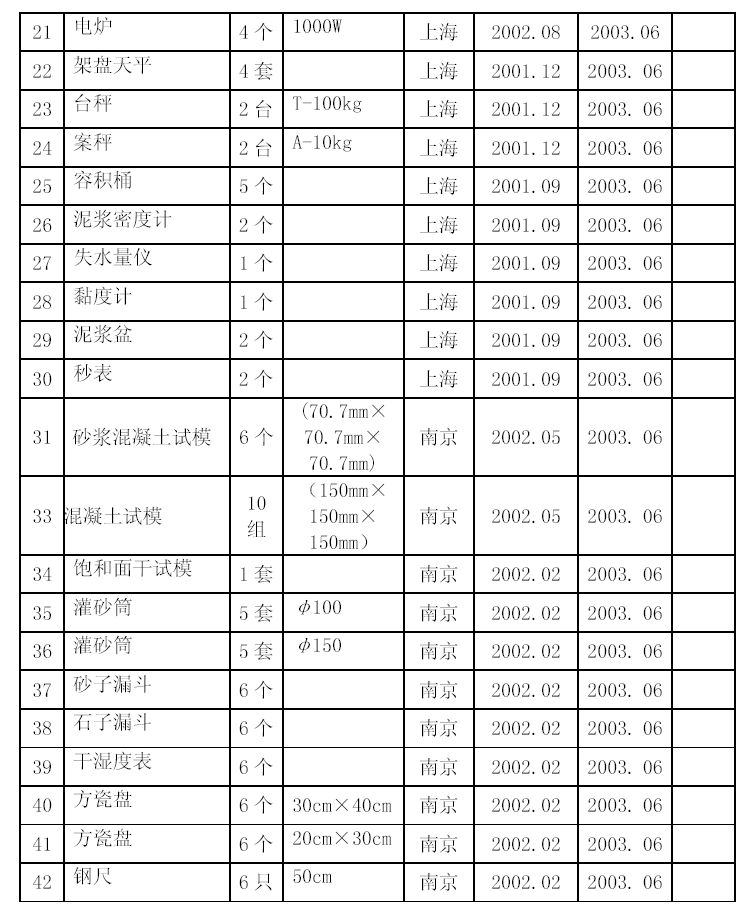 21 电炉 4个 1000W 上海 2002.08 2003.06
22 架盘天平 4套 上海 2001.12 2003. 06
23 台秤 2台 T-100kg 上海 2001.12 2003. 06
24 案秤 2台 A-10kg 上海 2001.12 2003. 06
25 容积桶 5个 上海 2001.09 2003. 06
26 泥浆密度计 2个 上海 2001.09 2003. 06
27 失水量仪 1个 上海 2001.09 2003. 06
28 黏度计 1个 上海 2001.09 2003. 06
29 泥浆盆 2个 上海 2001.09 2003. 06
30 秒表 2个 上海 2001.09 2003. 06
31 砂浆混凝土试模 6个 (70.7mm×
70.7mm×
70.7mm) 南京 2002.05 2003. 06
33 混凝土试模 10
组 （150mm×
150mm×
150mm） 南京 2002.05 2003. 06
34 饱和面干试模 1套 南京 2002.02 2003. 06
35 灌砂筒 5套 φ100 南京 2002.02 2003. 06
36 灌砂筒 5套 φ150 南京 2002.02 2003. 06
37 砂子漏斗 6个 南京 2002.02 2003. 06
38 石子漏斗 6个 南京 2002.02 2003. 06
39 干湿度表 6个 南京 2002.02 2003. 06
40 方瓷盘 6个 30cm×40cm 南京 2002.02 2003. 06
41 方瓷盘 6个 20cm×30cm 南京 2002.02 2003. 06
42 钢尺 6只 50cm 南京 2002.02 2003. 06